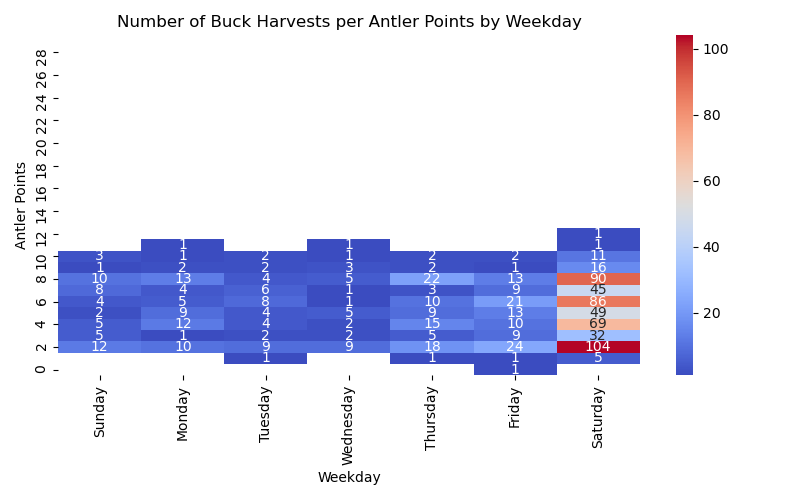 Number of Buck Harvests per Antler Points by Weekday
Antler Points
28
26
24
22
20
18
16
14
12
10
8
6
4
2
0
1
1 1 1
3 1 2 1 2 2 11
1 2 2 3 2 1 16
10 13 4 5 22 13 90
8 4 6 1 3 9 45
4 5 8 1 10 21 86
2 9 4 5 9 13 49
5 12 4 2 15 10 69
5 1 2 2 5 9 32
12 10 9 9 18 24 104
1 1 1 5
1
Sunday
Monday
Tuesday
Wednesday
Thursday
Friday
Saturday
Weekday
100
80
60
40
20